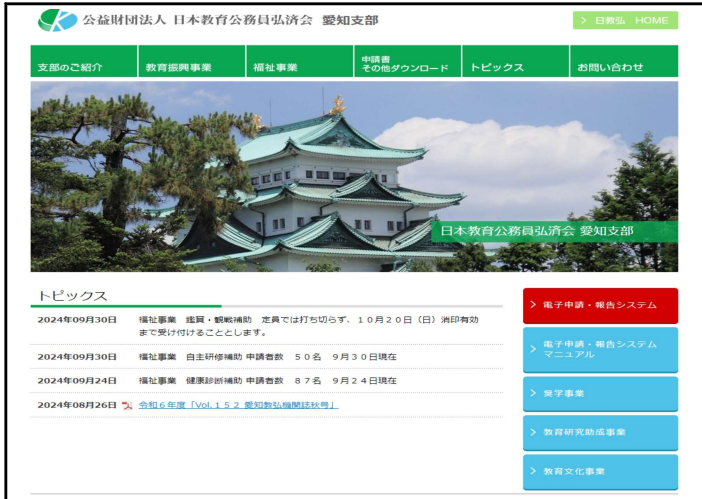 公益財団法人 日本教育公務員弘済会 愛知支部
> 日教弘 HOME
支部のご紹介
教育振興事業
福祉事業
申請書
その他ダウンロード
トピックス
お問い合わせ
日本教育公務員弘済会 愛知支部
トピックス
2024年09月30日 福祉事業 鑑賞・観戦補助 定員では打ち切らず、１０月２０日（日）消印有効
まで受け付けることとします。
2024年09月30日 福祉事業 自主研修補助 申請者数 ５０名 ９月３０日現在
2024年09月24日 福祉事業 健康診断補助 申請者数 ８７名 ９月２４日現在
2024年08月26日 令和６年度「Vol.１５２ 愛知教弘機関誌秋号」
> 電子申請・報告システム
> 電子申請・報告システム
マニュアル
> 奨学事業
> 教育研究助成事業
> 教育文化事業